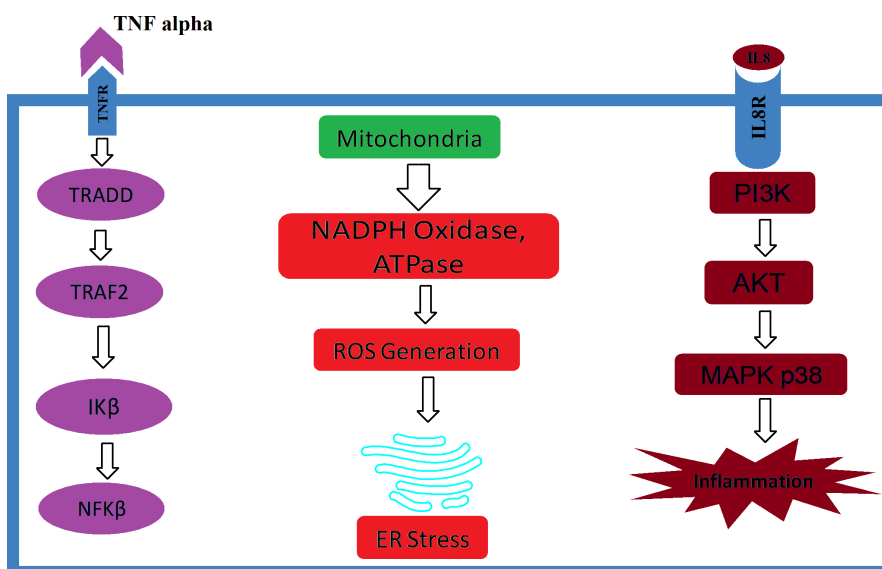 TNF alpha
TNFR
TRADD
TRAF2
IKβ
NFKβ
Mitochondria
NADPH Oxidase,
ATPase
ROS Generation
ER Stress
IL8
IL8R
PI3K
AKT
MAPK p38
Inflammation